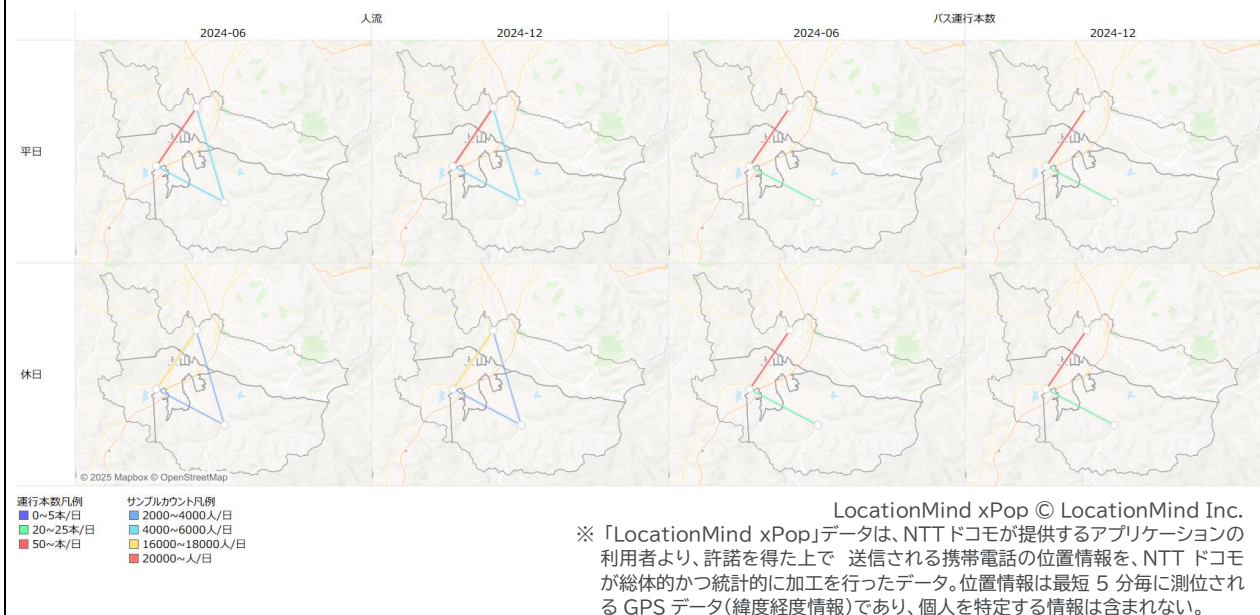 人流
バス運行本数
2024-06
2024-12
2024-06
2024-12
平日
上山
休日
上山
© 2025 Mapbox © OpenStreetMap
運行本数凡例
0~5本/日
20~25本/日
50~本/日
サンプルカウント凡例
2000~4000人/日
4000~6000人/日
16000~18000人/日
20000~人/日
LocationMind xPop © LocationMind Inc.
※ 「LocationMind xPop」データは、NTTドコモが提供するアプリケーションの
利用者より、許諾を得た上で 送信される携帯電話の位置情報を、NTT ドコモ
が総体的かつ統計的に加工を行ったデータ。位置情報は最短 5 分毎に測位され
る GPS データ(緯度経度情報)であり、個人を特定する情報は含まれない。